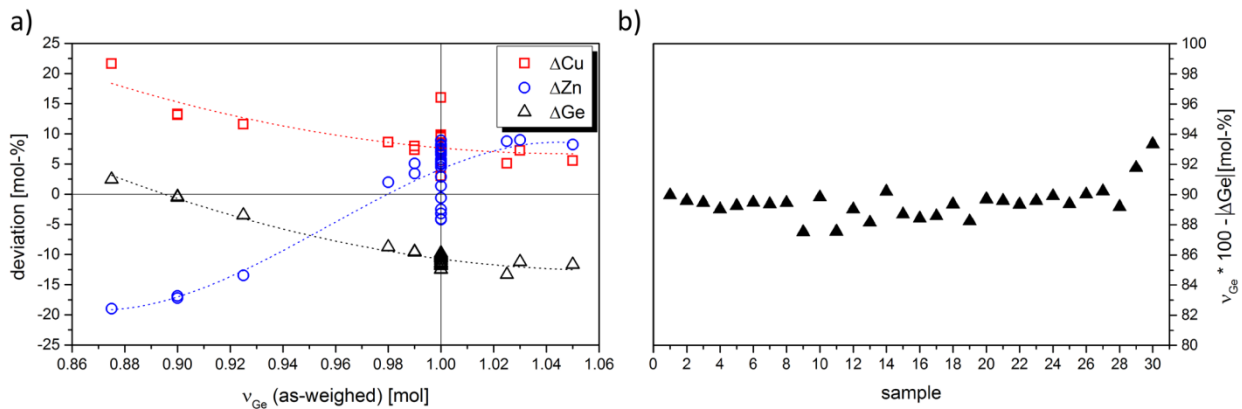 a)
25
20
15
10
5
0
-5
-10
-15
-20
-25
deviation [mol-%]
ΔCu
ΔZn
ΔGe
0.86 0.88 0.90 0.92 0.94 0.96 0.98 1.00 1.02 1.04 1.06
νGe (as-weighed) [mol]
b)
100
98
96
94
92
90
88
86
84
82
80
νGe * 100 - |ΔGe| [mol-%]
0 2 4 6 8 10 12 14 16 18 20 22 24 26 28 30
sample